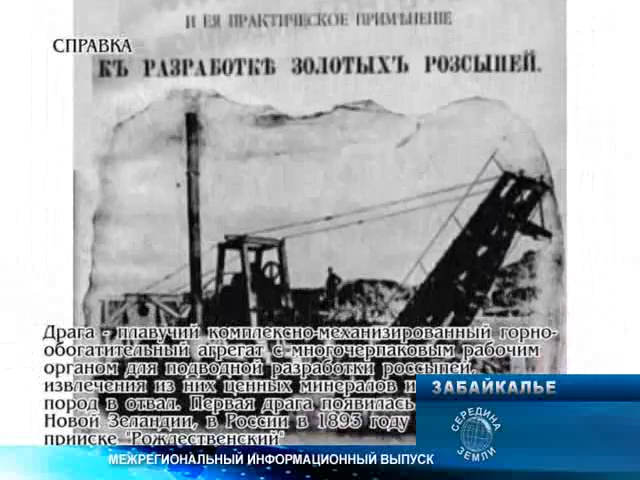 И ЕЯ ПРАКТИЧЕСКОЕ ПРИМѢНЕНІЕ
СПРАВКА
КЪ РАЗРАБОТКѢ ЗОЛОТЫХЪ РОЗСЫПЕЙ.
Драга - плавучий комплексно-механизированный горно-
обогатительный агрегат с многочерпаковым рабочим
органом для подводной разработки россыпей,
извлечения из них ценных минералов и
пород в отвал. Первая драга появилась
Новой Зеландии, в России в 1895 году
прииске "Рождественский"
ЗАБАЙКАЛЬЕ
СЕРЕДИНА
ЗЕМЛИ
МЕЖРЕГИОНАЛЬНЫЙ ИНФОРМАЦИОННЫЙ ВЫПУСК